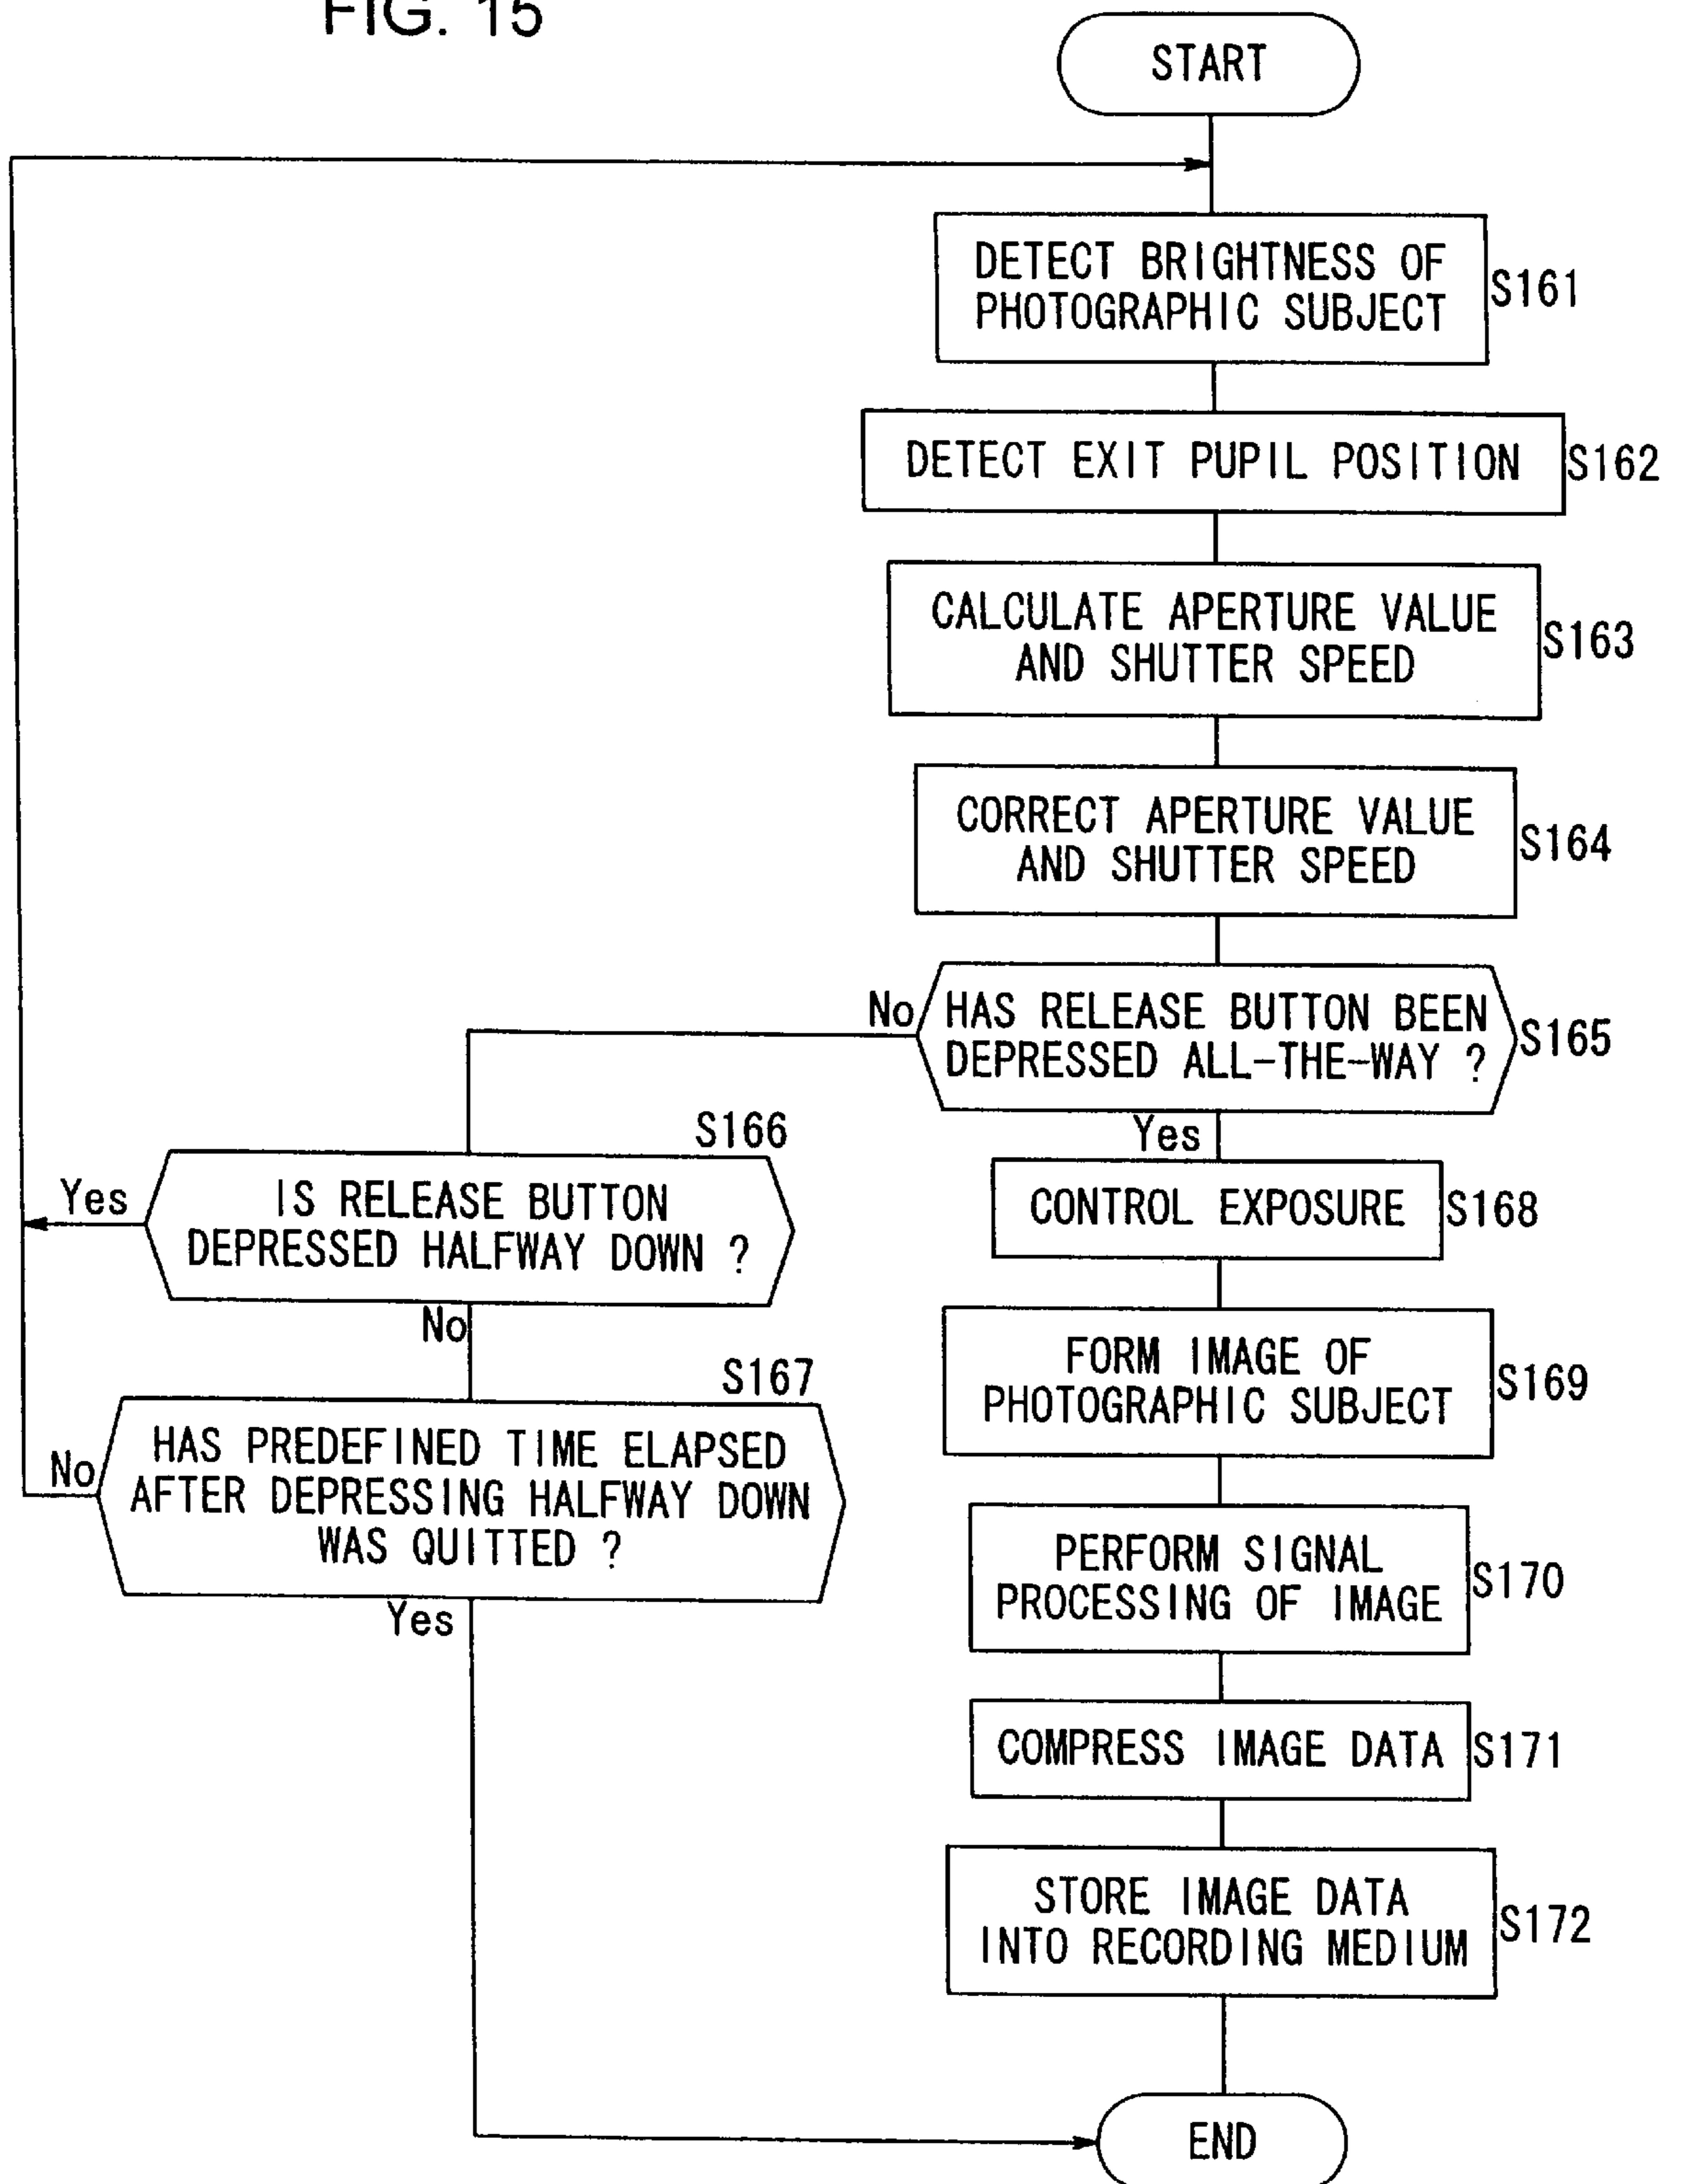 FIG. 15
START
DETECT BRIGHTNESS OF
PHOTOGRAPHIC SUBJECT
S161
DETECT EXIT PUPIL POSITION
S162
CALCULATE APERTURE VALUE
AND SHUTTER SPEED
S163
CORRECT APERTURE VALUE
AND SHUTTER SPEED
S164
No
HAS RELEASE BUTTON BEEN
DEPRESSED ALL-THE-WAY ?
S165
Yes
S166
Yes
IS RELEASE BUTTON
DEPRESSED HALFWAY DOWN ?
No
S167
No
HAS PREDEFINED TIME ELAPSED
AFTER DEPRESSING HALFWAY DOWN
WAS QUITTED ?
Yes
CONTROL EXPOSURE
S168
FORM IMAGE OF
PHOTOGRAPHIC SUBJECT
S169
PERFORM SIGNAL
PROCESSING OF IMAGE
S170
COMPRESS IMAGE DATA
S171
STORE IMAGE DATA
INTO RECORDING MEDIUM
S172
END